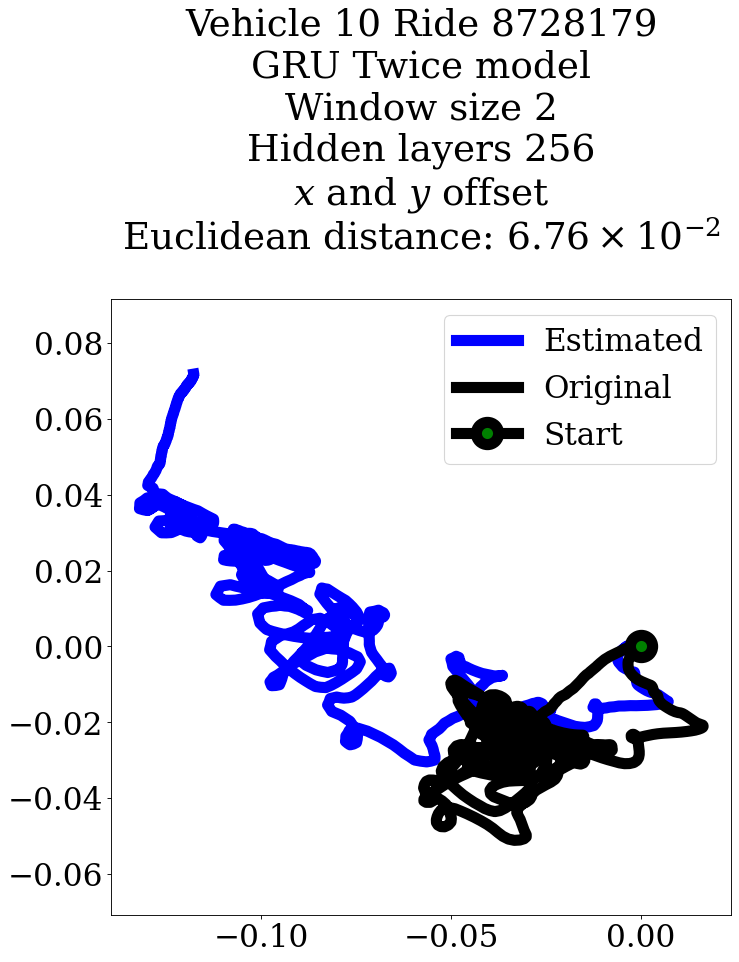 Vehicle 10 Ride 8728179
GRU Twice model
Window size 2
Hidden layers 256
x and y offset
Euclidean distance: 6.76 × 10⁻²
Estimated
Original
Start
0.08
0.06
0.04
0.02
0.00
−0.02
−0.04
−0.06
−0.10 −0.05 0.00